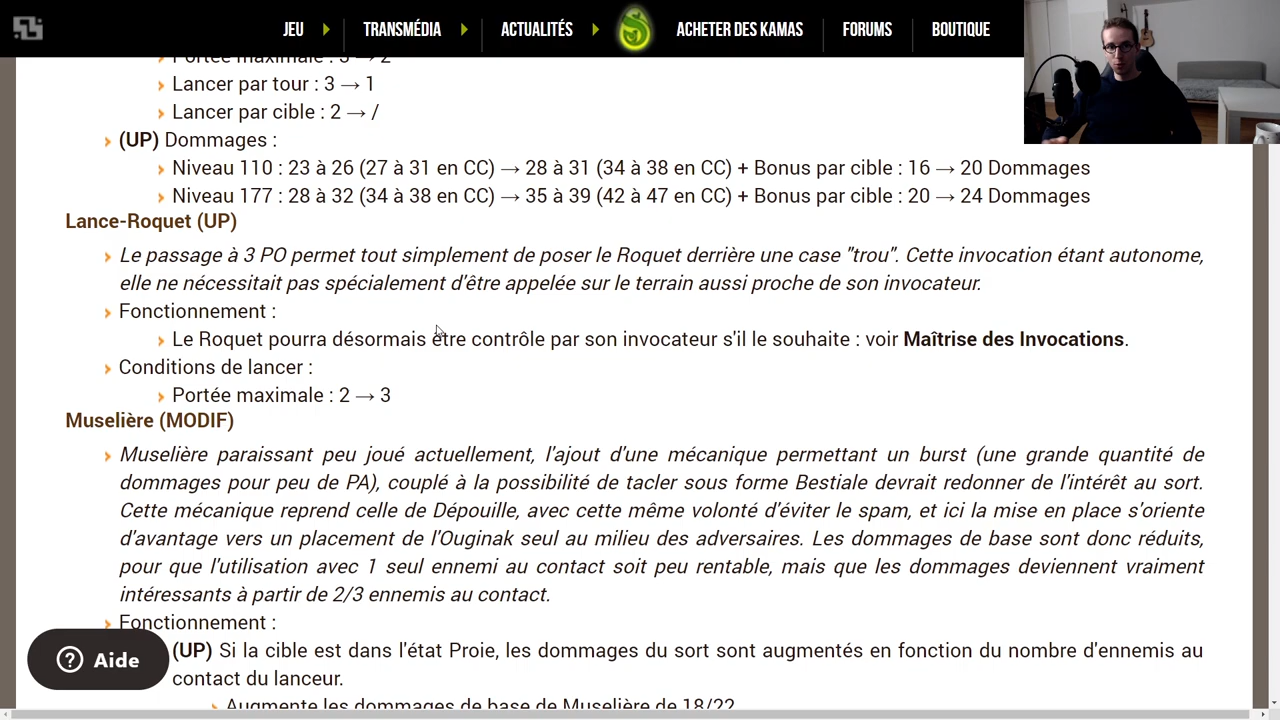 JEU TRANSMÉDIA ACTUALITÉS ACHETER DES KAMAS FORUMS BOUTIQUE
Portée maximale : 3 → 2
Lancer par tour : 3 → 1
Lancer par cible : 2 → /
(UP) Dommages :
Niveau 110 : 23 à 26 (27 à 31 en CC) → 28 à 31 (34 à 38 en CC) + Bonus par cible : 16 → 20 Dommages
Niveau 177 : 28 à 32 (34 à 38 en CC) → 35 à 39 (42 à 47 en CC) + Bonus par cible : 20 → 24 Dommages
Lance-Roquet (UP)
Le passage à 3 PO permet tout simplement de poser le Roquet derrière une case "trou". Cette invocation étant autonome,
elle ne nécessitait pas spécialement d'être appelée sur le terrain aussi proche de son invocateur.
Fonctionnement :
Le Roquet pourra désormais être contrôle par son invocateur s'il le souhaite : voir Maîtrise des Invocations.
Conditions de lancer :
Portée maximale : 2 → 3
Muselière (MODIF)
Muselière paraissant peu joué actuellement, l'ajout d'une mécanique permettant un burst (une grande quantité de
dommages pour peu de PA), couplé à la possibilité de tacler sous forme Bestiale devrait redonner de l'intérêt au sort.
Cette mécanique reprend celle de Dépouille, avec cette même volonté d'éviter le spam, et ici la mise en place s'oriente
d'avantage vers un placement de l'Ouginak seul au milieu des adversaires. Les dommages de base sont donc réduits,
pour que l'utilisation avec 1 seul ennemi au contact soit peu rentable, mais que les dommages deviennent vraiment
intéressants à partir de 2/3 ennemis au contact.
Fonctionnement :
(UP) Si la cible est dans l'état Proie, les dommages du sort sont augmentés en fonction du nombre d'ennemis au
contact du lanceur.
Augmente les dommages de base de Muselière de 18/22
Aide